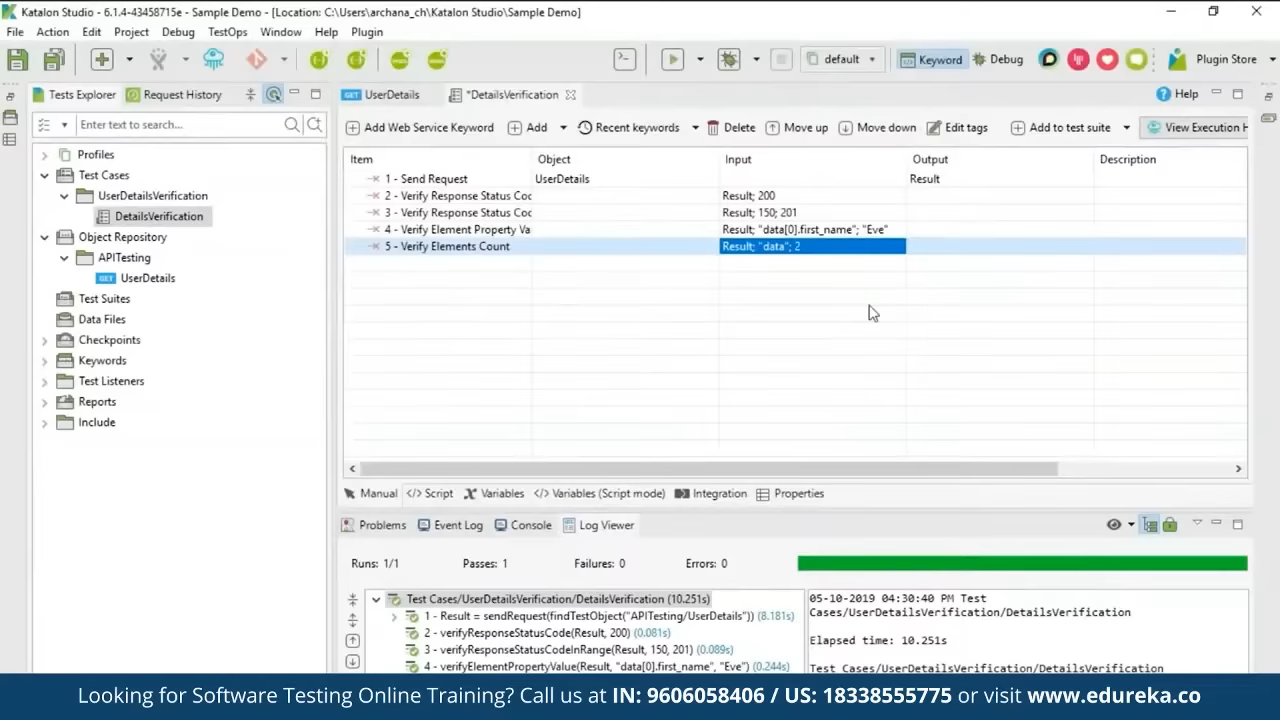 Katalon Studio - 6.1.4-43458715e - Sample Demo - [Location: C:\Users\archana_ch\Katalon Studio\Sample Demo]
File Action Edit Project Debug TestOps Window Help Plugin
default Keyword Debug Plugin Store
Tests Explorer Request History
UserDetails *DetailsVerification Help
Enter text to search...
Add Web Service Keyword Add Recent keywords Delete Move up Move down Edit tags Add to test suite View Execution H
Profiles
Test Cases
UserDetailsVerification
DetailsVerification
Object Repository
APITesting
GET UserDetails
Test Suites
Data Files
Checkpoints
Keywords
Test Listeners
Reports
Include
Item Object Input Output Description
1 - Send Request UserDetails Result
2 - Verify Response Status Coc Result; 200
3 - Verify Response Status Coc Result; 150; 201
4 - Verify Element Property Va Result; "data[0].first_name"; "Eve"
5 - Verify Elements Count Result; "data"; 2
Manual </> Script Variables </> Variables (Script mode) Integration Properties
Problems Event Log Console Log Viewer
Runs: 1/1 Passes: 1 Failures: 0 Errors: 0
Test Cases/UserDetailsVerification/DetailsVerification (10.251s)
1 - Result = sendRequest(findTestObject("APITesting/UserDetails")) (8.181s)
2 - verifyResponseStatusCode(Result, 200) (0.081s)
3 - verifyResponseStatusCodeInRange(Result, 150, 201) (0.089s)
4 - verifyElementPropertyValue(Result, "data[0].first_name", "Eve") (0.244s)
05-10-2019 04:30:40 PM Test
Cases/UserDetailsVerification/DetailsVerification
Elapsed time: 10.251s
Test Cases/UserDetailsVerification/DetailsVerification
Looking for Software Testing Online Training? Call us at IN: 9606058406 / US: 18338555775 or visit www.edureka.co